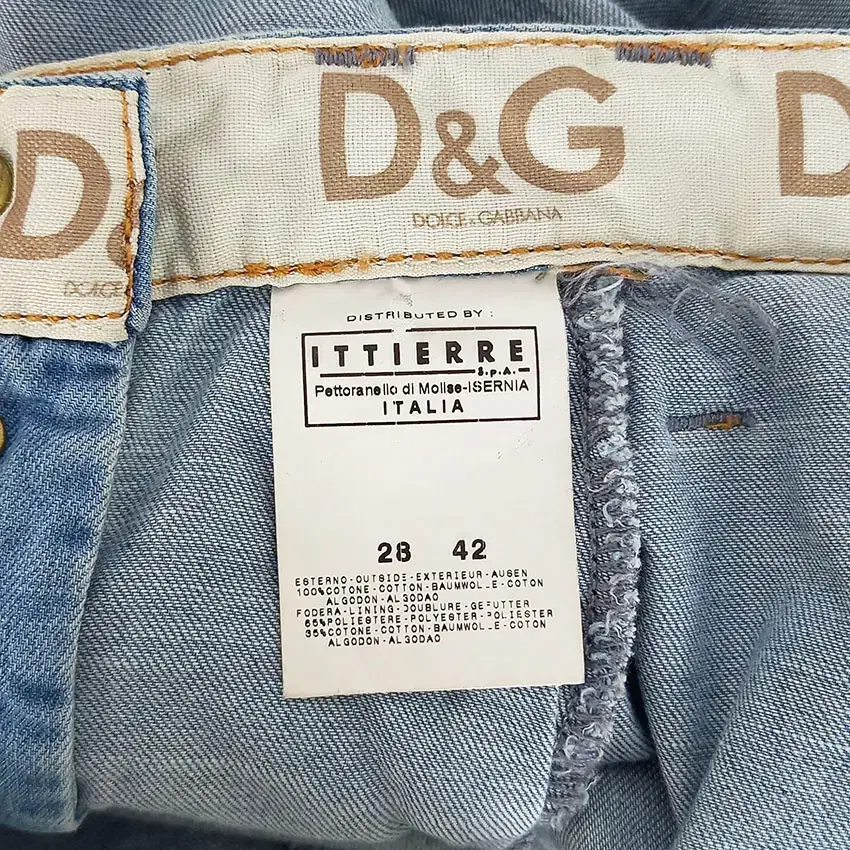 D&G
DOLCE & GABBANA
D&
DOLCE
D
DISTRIBUTED BY :
ITTIERRE
S.p.A.
Pettoranello di Molise-ISERNIA
ITALIA
28 42
ESTERNO-OUTSIDE-EXTERIEUR-AUSEN
100%COTONE-COTTON-BAUMWOLLE-COTON
ALGODON-ALGODAO
FODERA-LINING-DOUBLURE-GEFUTTER
65%POLIESTERE-POLYESTER-POLIESTER
35%COTONE-COTTON-BAUMWOLLE-COTON
ALGODON-ALGODAO